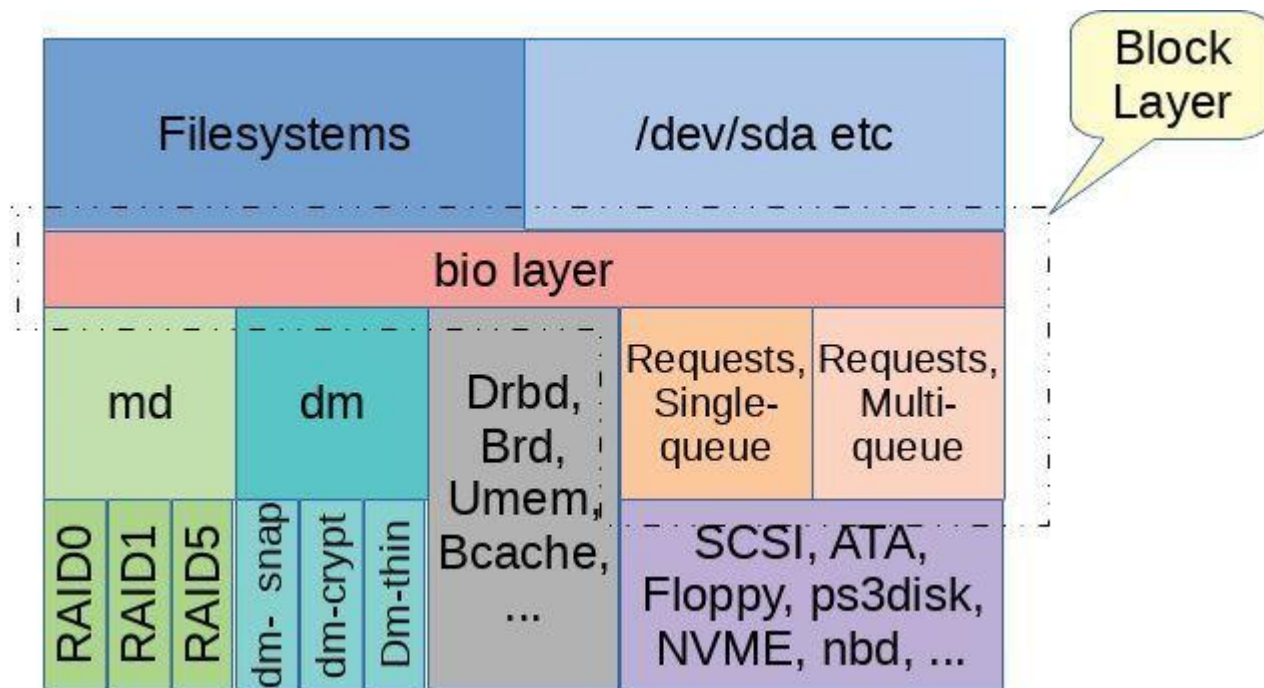 Block
Layer
Filesystems
/dev/sda etc
bio layer
md
dm
Drbd,
Brd,
Umem,
Bcache,
...
Requests,
Single-
queue
Requests,
Multi-
queue
RAID0
RAID1
RAID5
dm- snap
dm-crypt
Dm-thin
SCSI, ATA,
Floppy, ps3disk,
NVME, nbd, ...